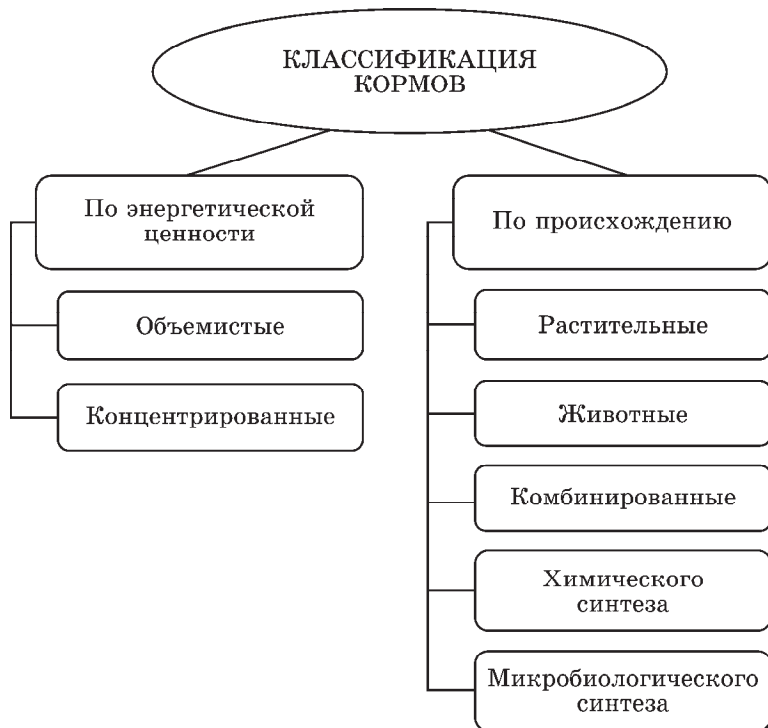 КЛАССИФИКАЦИЯ
КОРМОВ
По энергетической
ценности
Объемистые
Концентрированные
По происхождению
Растительные
Животные
Комбинированные
Химического
синтеза
Микробиологического
синтеза